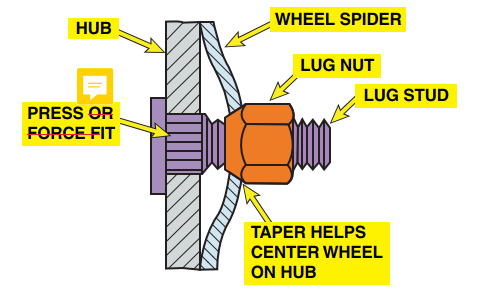 HUB
WHEEL SPIDER
LUG NUT
LUG STUD
PRESS OR
FORCE FIT
TAPER HELPS
CENTER WHEEL
ON HUB